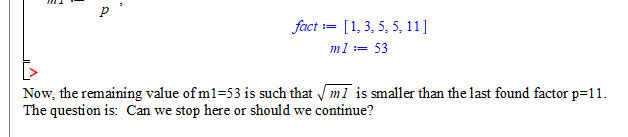 p
fact := [1, 3, 5, 5, 11]
m1 := 53
>
Now, the remaining value of m1=53 is such that √m1 is smaller than the last found factor p=11.
The question is: Can we stop here or should we continue?